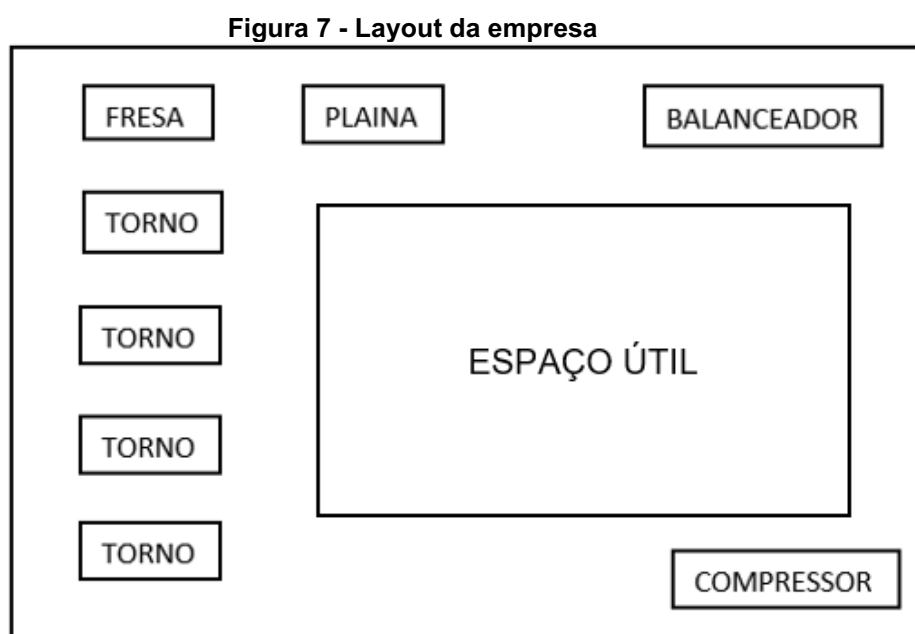 Figura 7 - Layout da empresa
FRESA
PLAINA
BALANCEADOR
TORNO
TORNO
ESPAÇO ÚTIL
TORNO
TORNO
COMPRESSOR